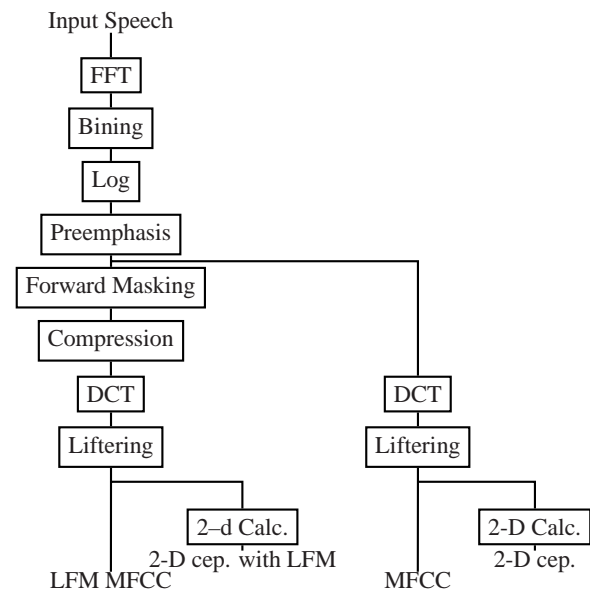 Input Speech
FFT
Bining
Log
Preemphasis
Forward Masking
Compression
DCT
DCT
Liftering
Liftering
2–d Calc.
2-D Calc.
2-D cep. with LFM
2-D cep.
LFM MFCC
MFCC